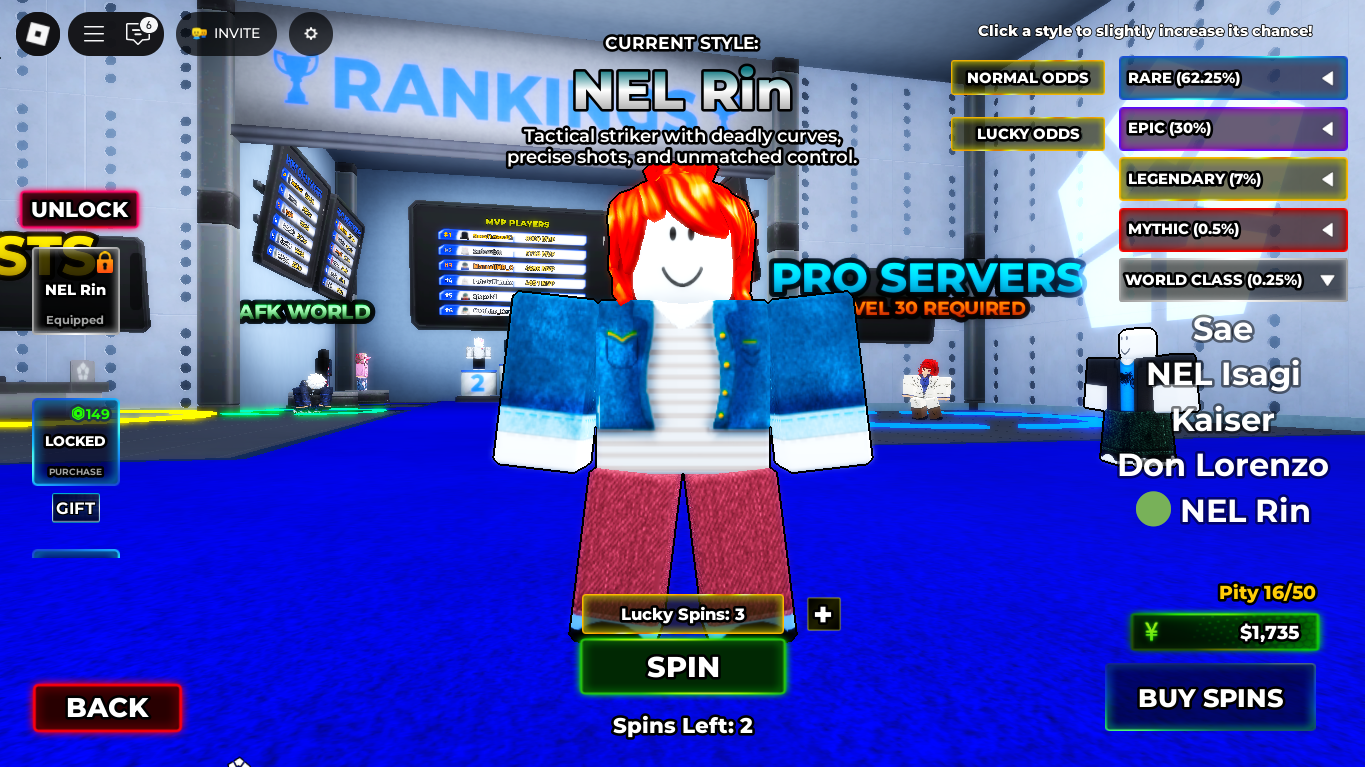 6
INVITE
CURRENT STYLE:
NEL Rin
Tactical striker with deadly curves,
precise shots, and unmatched control.
Click a style to slightly increase its chance!
NORMAL ODDS
LUCKY ODDS
RARE (62.25%)
EPIC (30%)
LEGENDARY (7%)
MYTHIC (0.5%)
WORLD CLASS (0.25%)
Sae
NEL Isagi
Kaiser
Don Lorenzo
NEL Rin
RANKINGS
MVP PLAYERS
PRO SERVERS
VEL 30 REQUIRED
AFK WORLD
STS
2
UNLOCK
NEL Rin
Equipped
149
LOCKED
PURCHASE
GIFT
Lucky Spins: 3
+
SPIN
Spins Left: 2
Pity 16/50
¥ $1,735
BUY SPINS
BACK